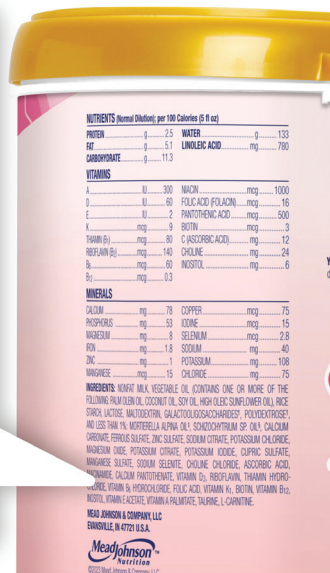 NUTRIENTS (Normal Dilution); per 100 Calories (5 fl oz)
PROTEIN g 2.5 WATER g 133
FAT g 5.1 LINOLEIC ACID mg 780
CARBOHYDRATE g 11.3
VITAMINS
A IU 300 NIACIN mcg 1000
D IU 60 FOLIC ACID (FOLACIN) mcg 16
E IU 2 PANTOTHENIC ACID mcg 500
K mcg 9 BIOTIN mcg 3
THIAMIN (B₁) mcg 80 C (ASCORBIC ACID) mg 12
RIBOFLAVIN (B₂) mcg 140 CHOLINE mg 24
B₆ mcg 60 INOSITOL mg 6
B₁₂ mcg 0.3
MINERALS
CALCIUM mg 78 COPPER mcg 75
PHOSPHORUS mg 53 IODINE mcg 15
MAGNESIUM mg 8 SELENIUM mcg 2.8
IRON mg 1.8 SODIUM mg 40
ZINC mg 1 POTASSIUM mg 108
MANGANESE mcg 15 CHLORIDE mg 75
INGREDIENTS: NONFAT MILK, VEGETABLE OIL (CONTAINS ONE OR MORE OF THE
FOLLOWING: PALM OLEIN OIL, COCONUT OIL, SOY OIL, HIGH OLEIC SUNFLOWER OIL), RICE
STARCH, LACTOSE, MALTODEXTRIN, GALACTOOLIGOSACCHARIDES, POLYDEXTROSE,
AND LESS THAN 1%: MORTIERELLA ALPINA OIL, SCHIZOCHYTRIUM SP. OIL, CALCIUM
CARBONATE, FERROUS SULFATE, ZINC SULFATE, SODIUM CITRATE, POTASSIUM CHLORIDE,
MAGNESIUM OXIDE, POTASSIUM CITRATE, POTASSIUM IODIDE, CUPRIC SULFATE,
MANGANESE SULFATE, SODIUM SELENITE, CHOLINE CHLORIDE, ASCORBIC ACID,
NIACINAMIDE, CALCIUM PANTOTHENATE, VITAMIN D₃, RIBOFLAVIN, THIAMIN HYDRO-
CHLORIDE, VITAMIN B₆ HYDROCHLORIDE, FOLIC ACID, VITAMIN K₁, BIOTIN, VITAMIN B₁₂,
INOSITOL, VITAMIN E ACETATE, VITAMIN A PALMITATE, TAURINE, L-CARNITINE.
MEAD JOHNSON & COMPANY, LLC
EVANSVILLE, IN 47721 U.S.A.
MeadJohnson™
Nutrition
Mead Johnson & Company, LLC